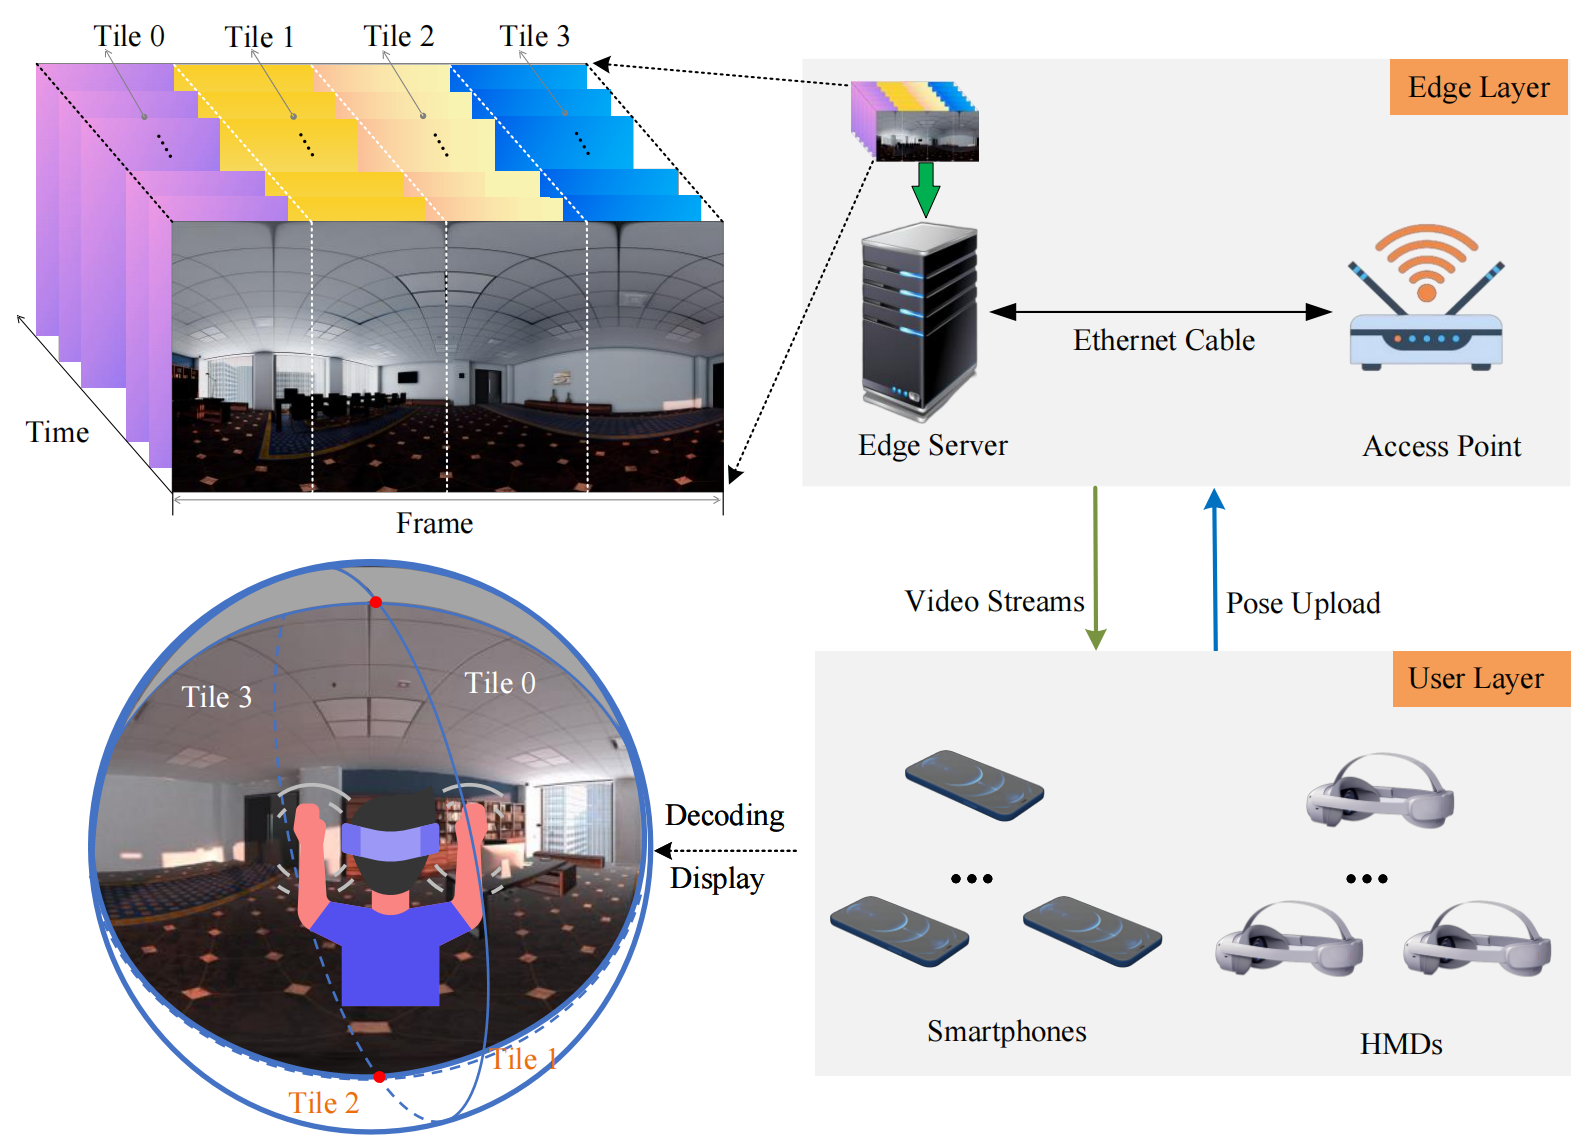 Tile 0
Tile 1
Tile 2
Tile 3
Time
Frame
Edge Layer
Ethernet Cable
Edge Server
Access Point
Video Streams
Pose Upload
User Layer
Smartphones
HMDs
Decoding
Display
Tile 3
Tile 0
Tile 1
Tile 2